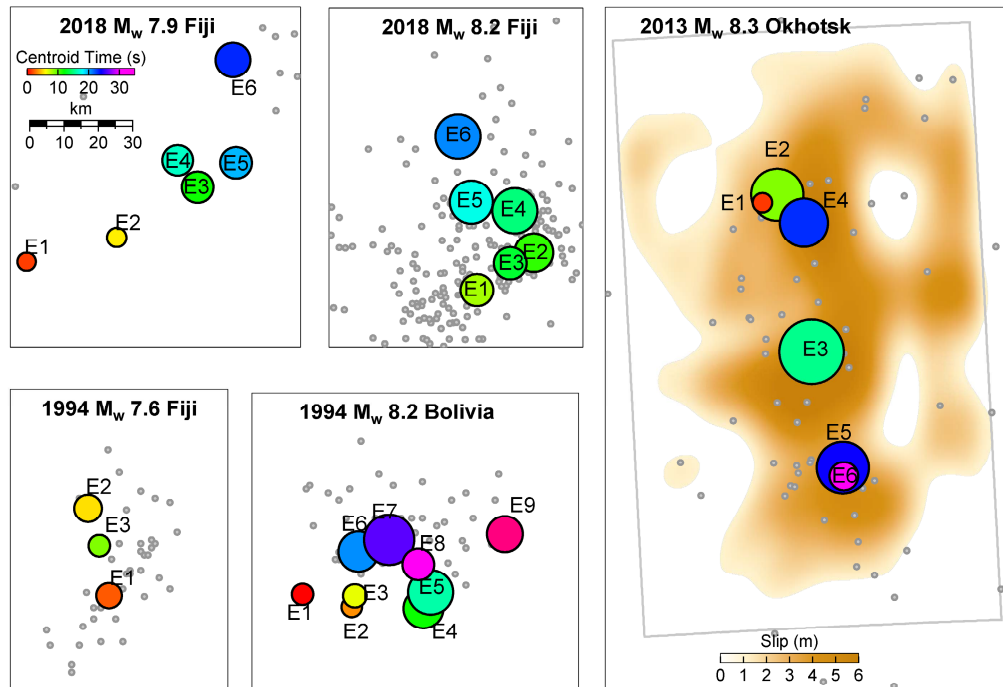 2018 Mw 7.9 Fiji
Centroid Time (s)
0 10 20 30
km
0 5 10 15 20 25
E1
E2
E3
E4
E5
E6
2018 Mw 8.2 Fiji
E6
E5
E4
E2
E3
E1
2013 Mw 8.3 Okhotsk
E2
E1
E4
E3
E5
E6
Slip (m)
0 1 2 3 4 5 6
1994 Mw 7.6 Fiji
E2
E3
E1
1994 Mw 8.2 Bolivia
E9
E7
E6
E8
E5
E3
E1
E2
E4